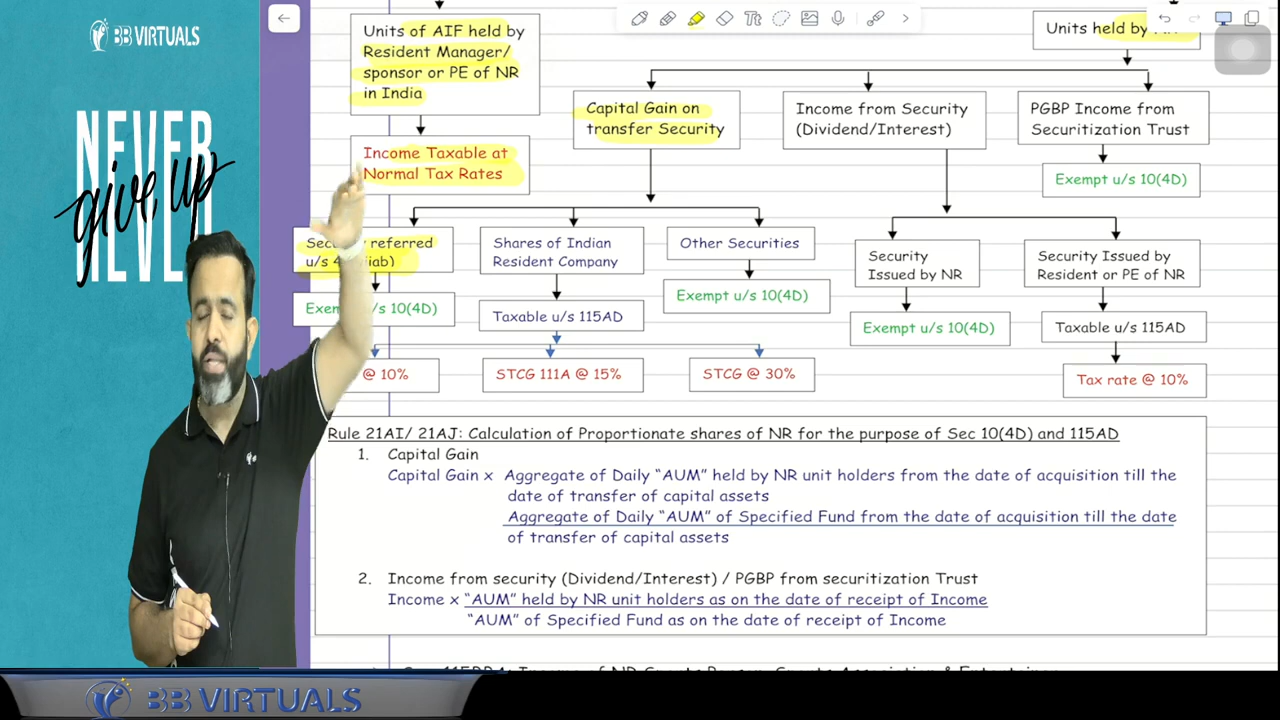 BB VIRTUALS
NEVER
give up
NEVER
Units of AIF held by
Resident Manager/
sponsor or PE of NR
in India
Income Taxable at
Normal Tax Rates
Units held by
Capital Gain on
transfer Security
Income from Security
(Dividend/Interest)
PGBP Income from
Securitization Trust
Exempt u/s 10(4D)
referred
u/s
Shares of Indian
Resident Company
Other Securities
Security
Issued by NR
Security Issued by
Resident or PE of NR
u/s 10(4D)
Taxable u/s 115AD
Exempt u/s 10(4D)
Exempt u/s 10(4D)
Taxable u/s 115AD
@ 10%
STCG 111A @ 15%
STCG @ 30%
Tax rate @ 10%
Rule 21AI/ 21AJ: Calculation of Proportionate shares of NR for the purpose of Sec 10(4D) and 115AD
1. Capital Gain
Capital Gain x Aggregate of Daily “AUM” held by NR unit holders from the date of acquisition till the
date of transfer of capital assets
Aggregate of Daily “AUM” of Specified Fund from the date of acquisition till the date
of transfer of capital assets
2. Income from security (Dividend/Interest) / PGBP from securitization Trust
Income x “AUM” held by NR unit holders as on the date of receipt of Income
“AUM” of Specified Fund as on the date of receipt of Income
BB VIRTUALS